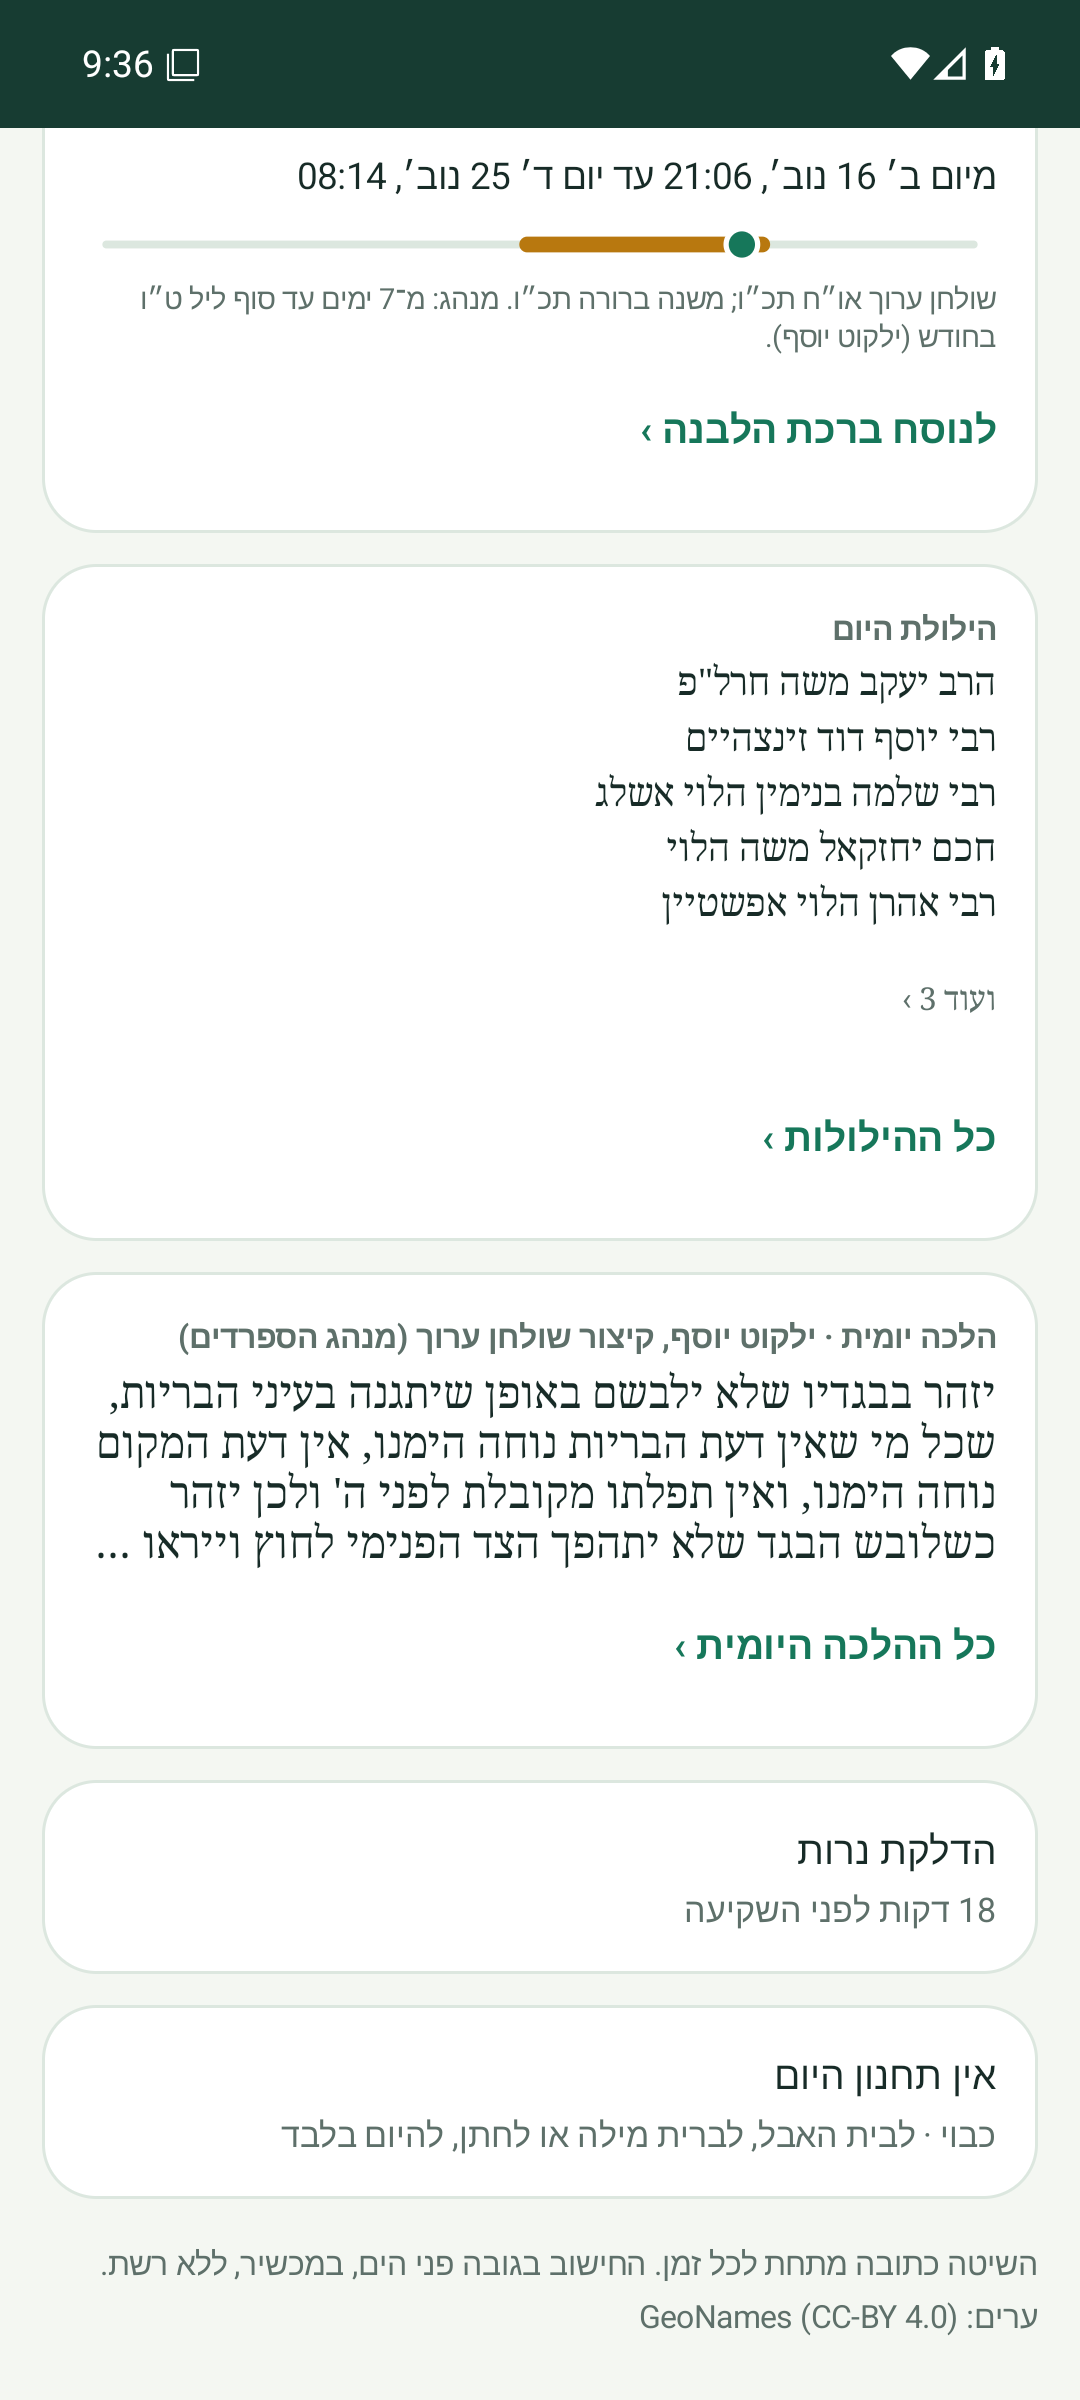 9:36
מיום ב׳ 16 נוב׳, 21:06 עד יום ד׳ 25 נוב׳, 08:14
שולחן ערוך או״ח תכ״ו; משנה ברורה תכ״ו. מנהג: מ־7 ימים עד סוף ליל ט״ו
בחודש (ילקוט יוסף).
לנוסח ברכת הלבנה ›
הילולת היום
הרב יעקב משה חרל"פ
רבי יוסף דוד זינצהיים
רבי שלמה בנימין הלוי אשלג
חכם יחזקאל משה הלוי
רבי אהרן הלוי אפשטיין
ועוד 3 ›
כל ההילולות ›
הלכה יומית · ילקוט יוסף, קיצור שולחן ערוך (מנהג הספרדים)
יזהר בבגדיו שלא ילבשם באופן שיתגנה בעיני הבריות,
שכל מי שאין דעת הבריות נוחה הימנו, אין דעת המקום
נוחה הימנו, ואין תפלתו מקובלת לפני ה' ולכן יזהר
כשלובש הבגד שלא יתהפך הצד הפנימי לחוץ וייראו ...
כל ההלכה היומית ›
הדלקת נרות
18 דקות לפני השקיעה
אין תחנון היום
כבוי · לבית האבל, לברית מילה או לחתן, להיום בלבד
השיטה כתובה מתחת לכל זמן. החישוב בגובה פני הים, במכשיר, ללא רשת.
ערים: GeoNames (CC-BY 4.0)